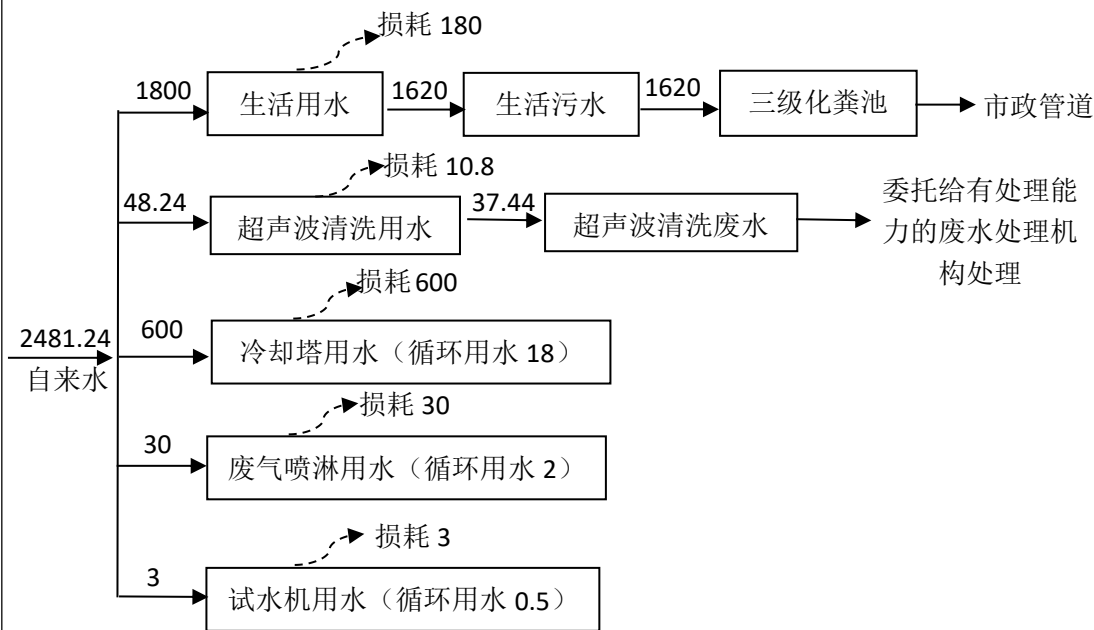 损耗 180
1800
生活用水
1620
生活污水
1620
三级化粪池
市政管道
损耗 10.8
48.24
超声波清洗用水
37.44
超声波清洗废水
委托给有处理能
力的废水处理机
构处理
损耗 600
2481.24
自来水
600
冷却塔用水（循环用水 18）
损耗 30
30
废气喷淋用水（循环用水 2）
损耗 3
3
试水机用水（循环用水 0.5）